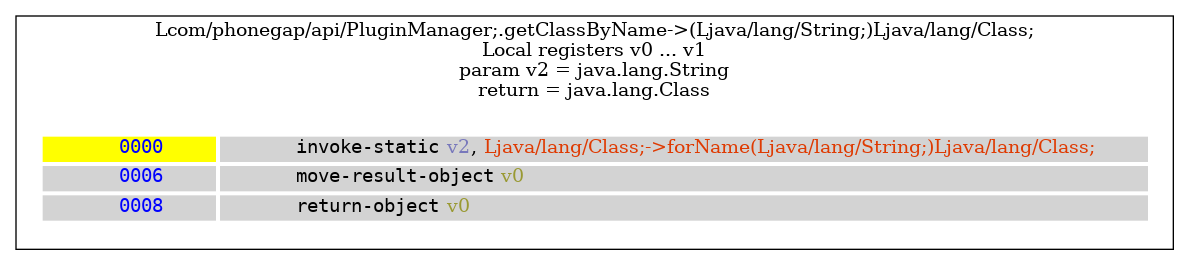 Lcom/phonegap/api/PluginManager;.getClassByName->(Ljava/lang/String;)Ljava/lang/Class;
Local registers v0 ... v1
param v2 = java.lang.String
return = java.lang.Class
0000 invoke-static v2, Ljava/lang/Class;->forName(Ljava/lang/String;)Ljava/lang/Class;
0006 move-result-object v0
0008 return-object v0